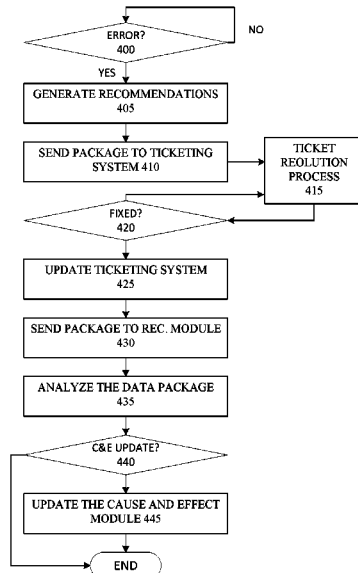 ERROR?
400
NO
YES
GENERATE RECOMMENDATIONS
405
SEND PACKAGE TO TICKETING
SYSTEM 410
TICKET
REOLUTION
PROCESS
415
FIXED?
420
UPDATE TICKETING SYSTEM
425
SEND PACKAGE TO REC. MODULE
430
ANALYZE THE DATA PACKAGE
435
C&E UPDATE?
440
UPDATE THE CAUSE AND EFFECT
MODULE 445
END